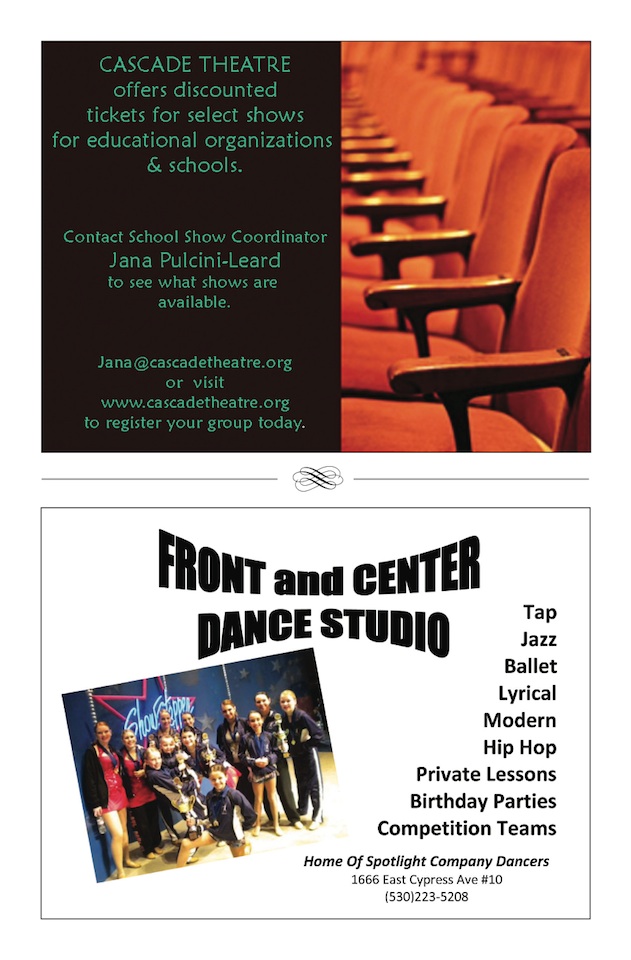 CASCADE THEATRE
offers discounted
tickets for select shows
for educational organizations
& schools.
Contact School Show Coordinator
Jana Pulcini-Leard
to see what shows are
available.
Jana@cascadetheatre.org
or visit
www.cascadetheatre.org
to register your group today.
FRONT and CENTER
DANCE STUDIO
Showstopper
Tap
Jazz
Ballet
Lyrical
Modern
Hip Hop
Private Lessons
Birthday Parties
Competition Teams
Home Of Spotlight Company Dancers
1666 East Cypress Ave #10
(530)223-5208